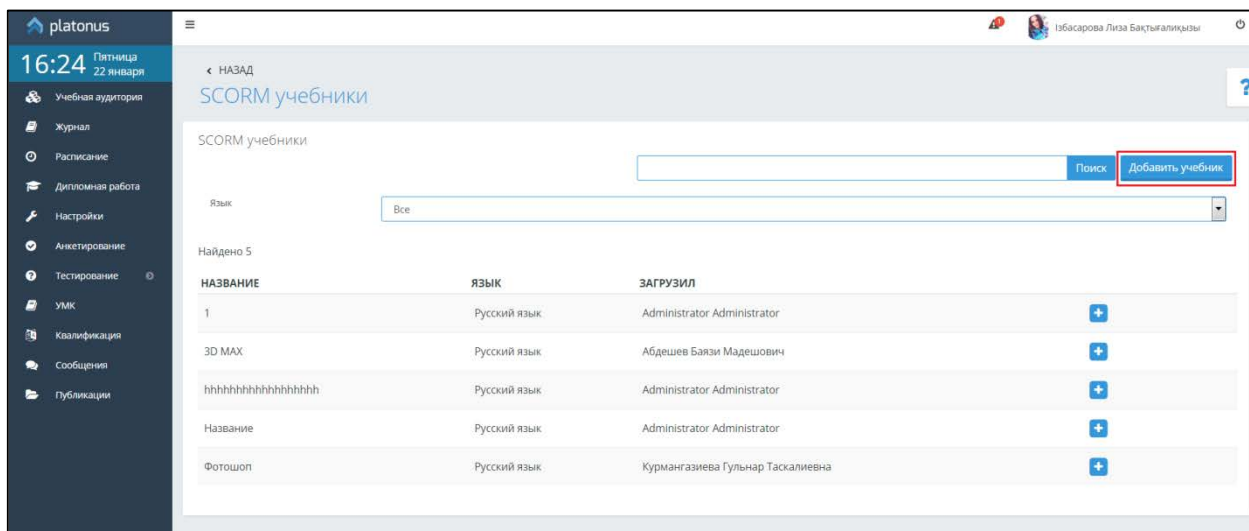 platonus
Ізбасарова Лиза Бақтығалиқызы
16:24 Пятница
22 января
Учебная аудитория
Журнал
Расписание
Дипломная работа
Настройки
Анкетирование
Тестирование
УМК
Квалификация
Сообщения
Публикации
НАЗАД
SCORM учебники
?
SCORM учебники
Поиск Добавить учебник
Язык Все
Найдено 5
НАЗВАНИЕ ЯЗЫК ЗАГРУЗИЛ
1 Русский язык Administrator Administrator
3D MAX Русский язык Абдешев Баязи Мадешович
hhhhhhhhhhhhhhhhhh Русский язык Administrator Administrator
Название Русский язык Administrator Administrator
Фотошоп Русский язык Курмангазиева Гульнар Таскалиевна